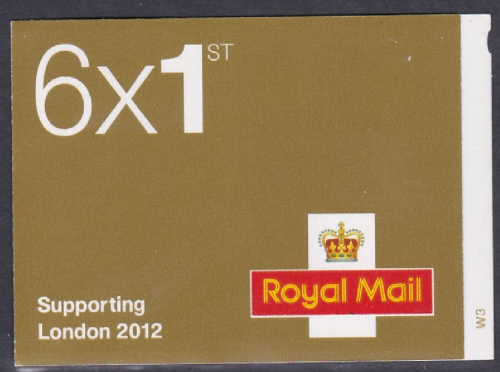 6x1ST
Royal Mail
Supporting
London 2012
W3